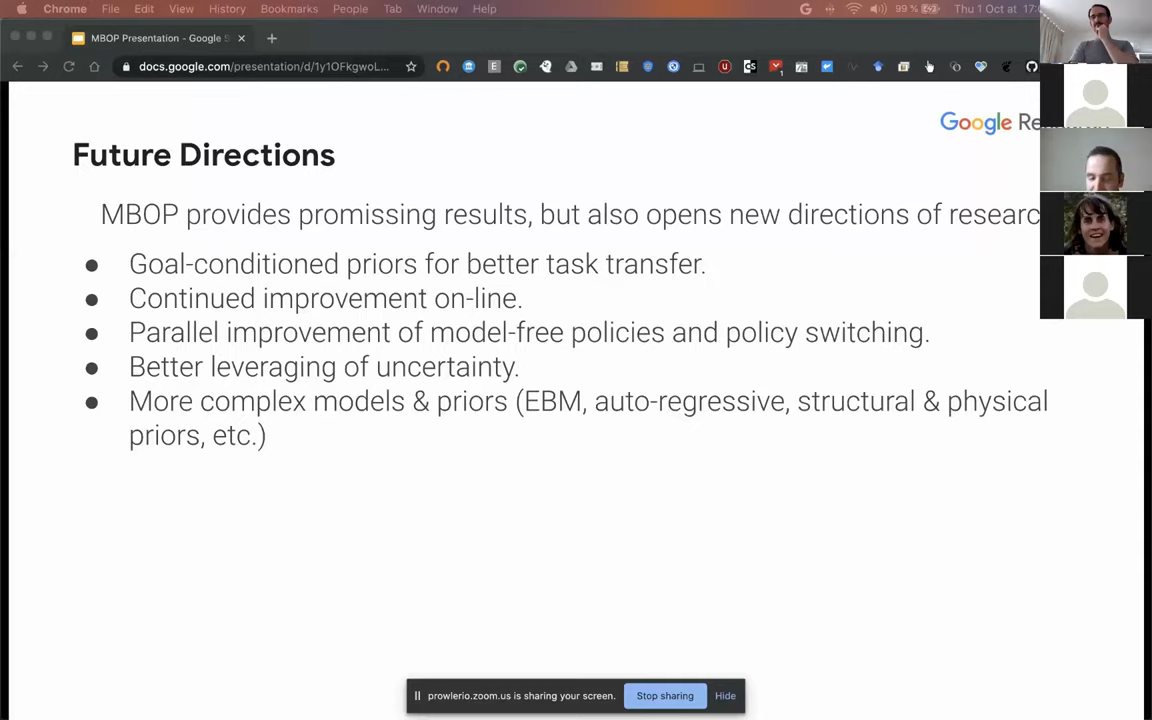 Chrome File Edit View History Bookmarks People Tab Window Help 99 % Thu 1 Oct at
MBOP Presentation - Google
docs.google.com/presentation/d/1y1OFkgwoL...
Google
Future Directions
MBOP provides promissing results, but also opens new directions of researc
● Goal-conditioned priors for better task transfer.
● Continued improvement on-line.
● Parallel improvement of model-free policies and policy switching.
● Better leveraging of uncertainty.
● More complex models & priors (EBM, auto-regressive, structural & physical
priors, etc.)
prowlerio.zoom.us is sharing your screen. Stop sharing Hide